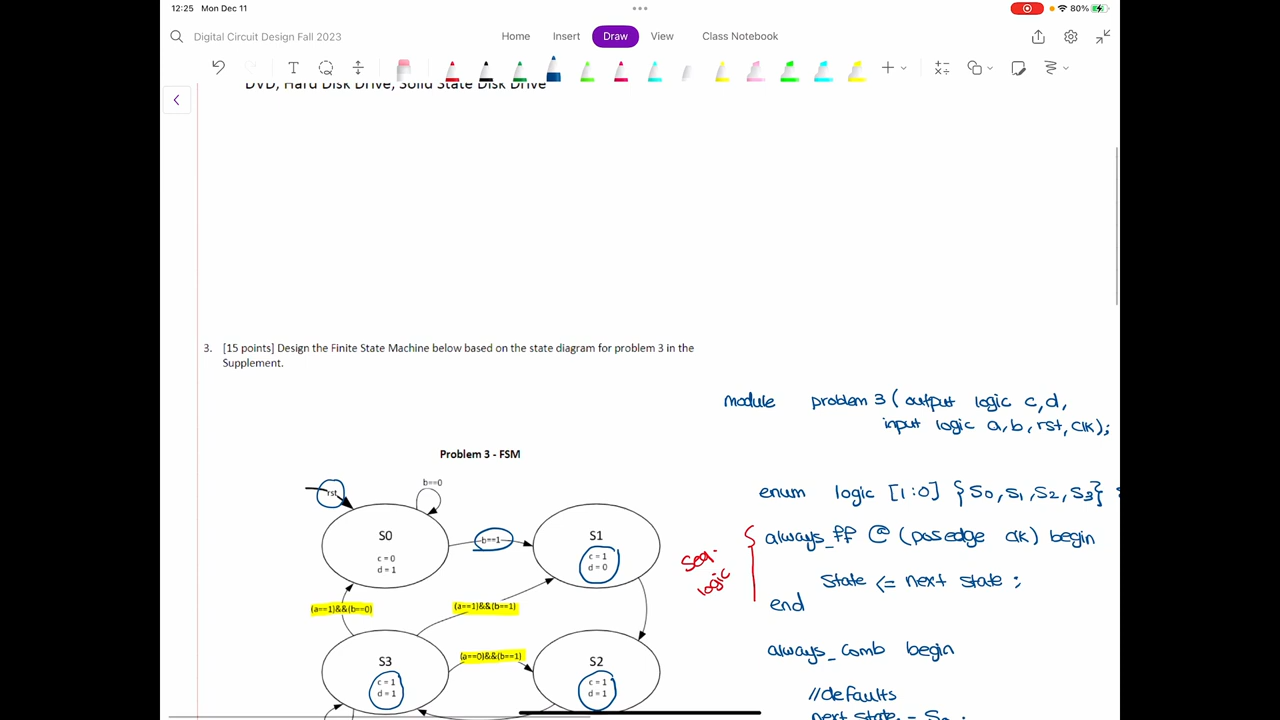 12:25 Mon Dec 11
80%
Digital Circuit Design Fall 2023
Home Insert Draw View Class Notebook
DVD, Hard Disk Drive, Solid State Disk Drive
3. [15 points] Design the Finite State Machine below based on the state diagram for problem 3 in the
Supplement.
module problem 3 ( output logic c,d,
input logic a,b,rst,clk);
Problem 3 - FSM
rst
b==0
enum logic [1:0] {S0,S1,S2,S3}
S0
c = 0
d = 1
b==1
S1
c = 1
d = 0
seq.
logic
always_ff @ (posedge clk) begin
state <= next state ;
end
(a==1)&&(b==0)
(a==1)&&(b==1)
always_comb begin
S3
c = 1
d = 1
(a==0)&&(b==1)
S2
c = 1
d = 1
//defaults
next state = S0 ;